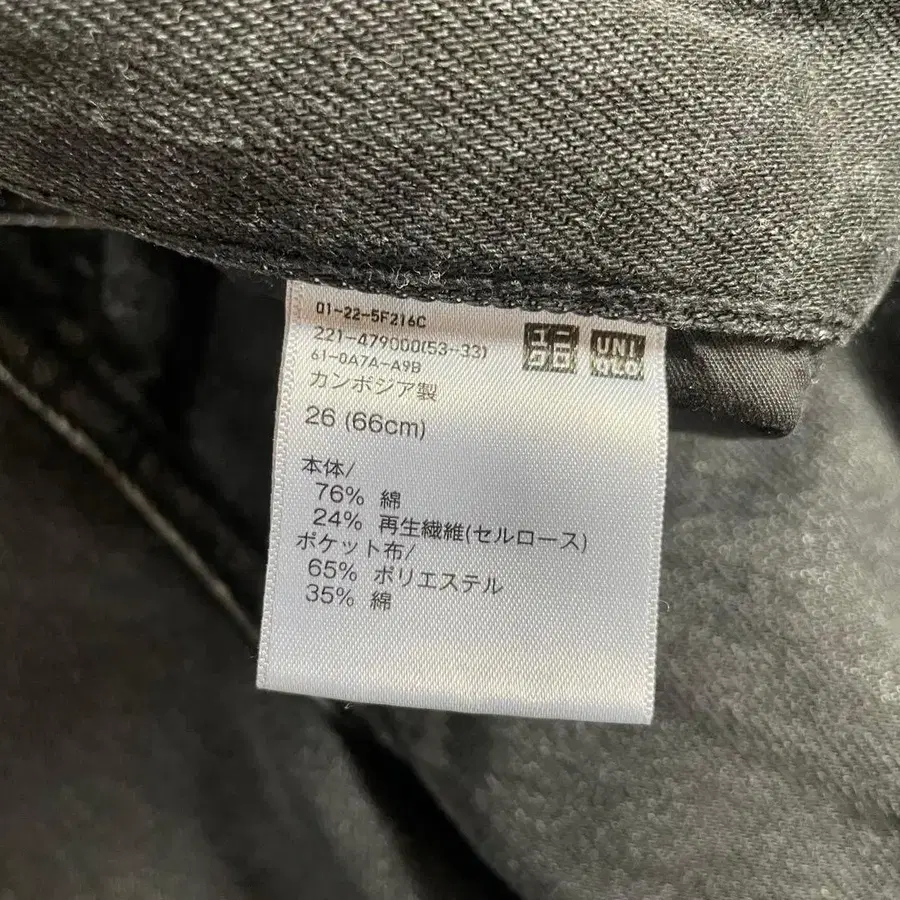 01-22-5F216C
221-479000(53-33)
61-0A7A-A9B
ユニ
クロ
UNI
QLO
カンボジア製
26 (66cm)
本体/
76% 綿
24% 再生繊維(セルロース)
ポケット布/
65% ポリエステル
35% 綿